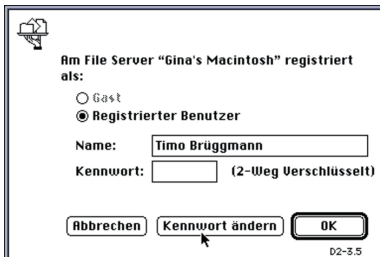 Am File Server “Gina's Macintosh” registriert
als:
Gast
Registrierter Benutzer
Name: Timo Brüggmann
Kennwort: (2-Weg Verschlüsselt)
Abbrechen Kennwort ändern OK
D2-3.5